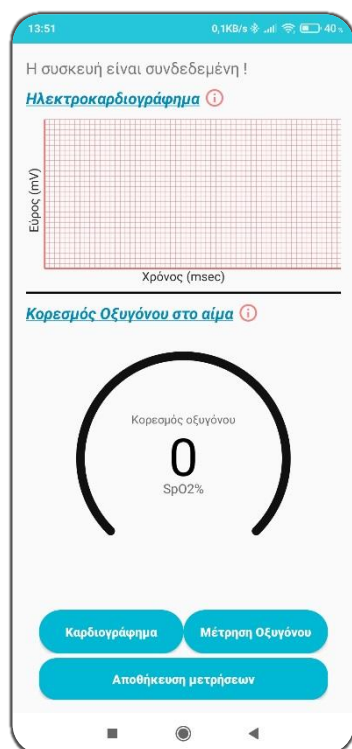 13:51 0,1KB/s 40
Η συσκευή είναι συνδεδεμένη !
Ηλεκτροκαρδιογράφημα
Εύρος (mV)
Χρόνος (msec)
Κορεσμός Οξυγόνου στο αίμα
Κορεσμός οξυγόνου
0
SpO2%
Καρδιογράφημα Μέτρηση Οξυγόνου
Αποθήκευση μετρήσεων